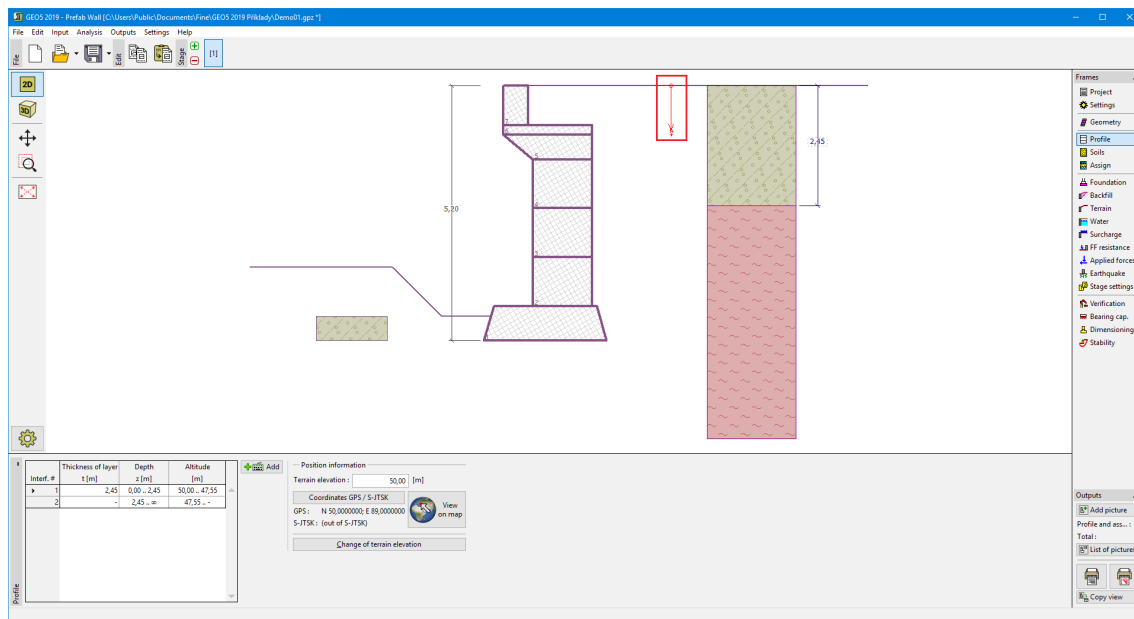 GEO5 2019 - Prefab Wall [C:\Users\Public\Documents\Fine\GEO5 2019 Příklady\Demo01.gpz *]
File Edit Input Analysis Outputs Settings Help
File
Edit
Stage
[1]
2D
3D
5,20
7
6
5
4
3
2
2,45
Frames
Project
Settings
Geometry
Profile
Soils
Assign
Foundation
Backfill
Terrain
Water
Surcharge
FF resistance
Applied forces
Earthquake
Stage settings
Verification
Bearing cap.
Dimensioning
Stability
Outputs
Add picture
Profile and ass... :
Total :
List of pictures
Copy view
Profile
Interf. # Thickness of layer t [m] Depth z [m] Altitude [m]
1 2,45 0,00 .. 2,45 50,00 .. 47,55
2 - 2,45 .. ∞ 47,55 .. -
Add
Position information
Terrain elevation : 50,00 [m]
Coordinates GPS / S-JTSK
GPS : N 50,0000000; E 89,0000000
S-JTSK : (out of S-JTSK)
View
on map
Change of terrain elevation